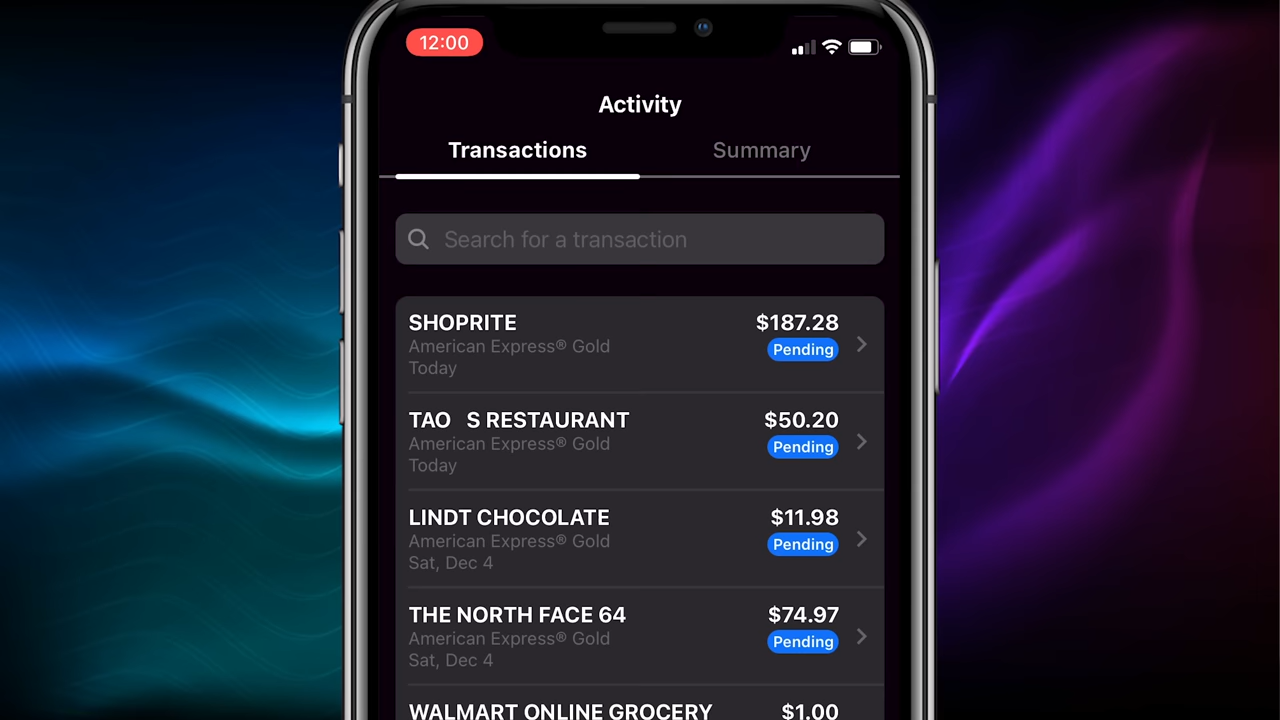 12:00
Activity
Transactions Summary
Search for a transaction
SHOPRITE $187.28
American Express® Gold Pending
Today
TAO   S RESTAURANT $50.20
American Express® Gold Pending
Today
LINDT CHOCOLATE $11.98
American Express® Gold Pending
Sat, Dec 4
THE NORTH FACE 64 $74.97
American Express® Gold Pending
Sat, Dec 4
WALMART ONLINE GROCERY $1.00